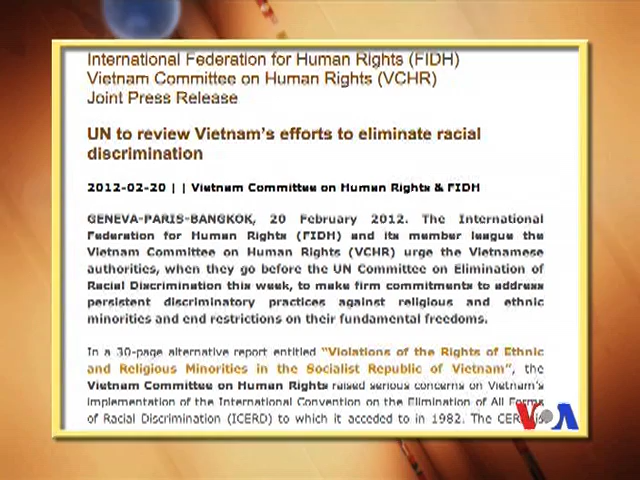 International Federation for Human Rights (FIDH)
Vietnam Committee on Human Rights (VCHR)
Joint Press Release
UN to review Vietnam's efforts to eliminate racial
discrimination
2012-02-20 | | Vietnam Committee on Human Rights & FIDH
GENEVA-PARIS-BANGKOK, 20 February 2012. The International
Federation for Human Rights (FIDH) and its member league the
Vietnam Committee on Human Rights (VCHR) urge the Vietnamese
authorities, when they go before the UN Committee on Elimination of
Racial Discrimination this week, to make firm commitments to address
persistent discriminatory practices against religious and ethnic
minorities and end restrictions on their fundamental freedoms.
In a 30-page alternative report entitled "Violations of the Rights of Ethnic
and Religious Minorities in the Socialist Republic of Vietnam", the
Vietnam Committee on Human Rights raised serious concerns on Vietnam's
implementation of the International Convention on the Elimination of All Forms
of Racial Discrimination (ICERD) to which it acceded to in 1982. The
VOA